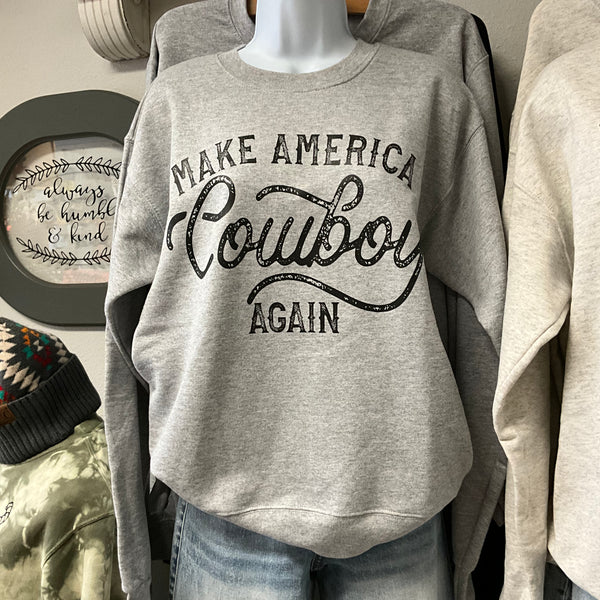 always
be humble
& kind
MAKE AMERICA
Cowboy
AGAIN